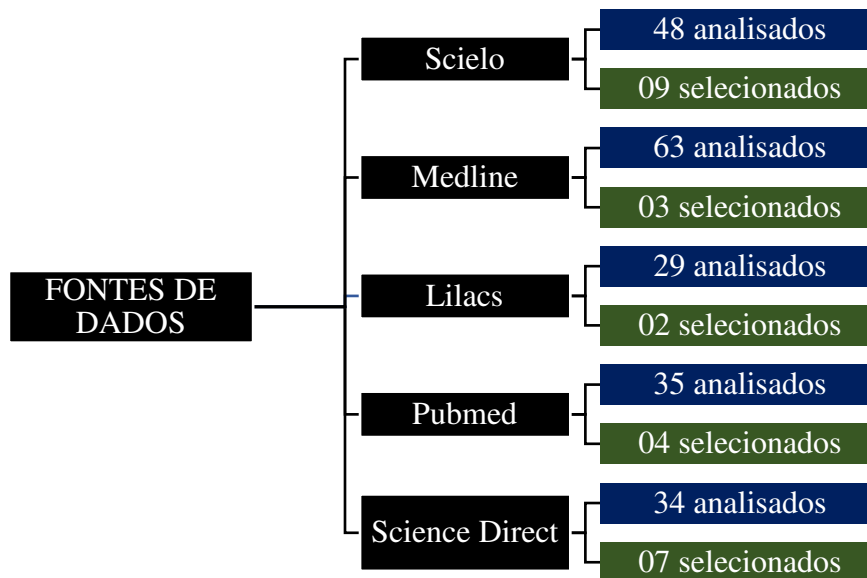 FONTES DE
DADOS
Scielo
48 analisados
09 selecionados
Medline
63 analisados
03 selecionados
Lilacs
29 analisados
02 selecionados
Pubmed
35 analisados
04 selecionados
Science Direct
34 analisados
07 selecionados